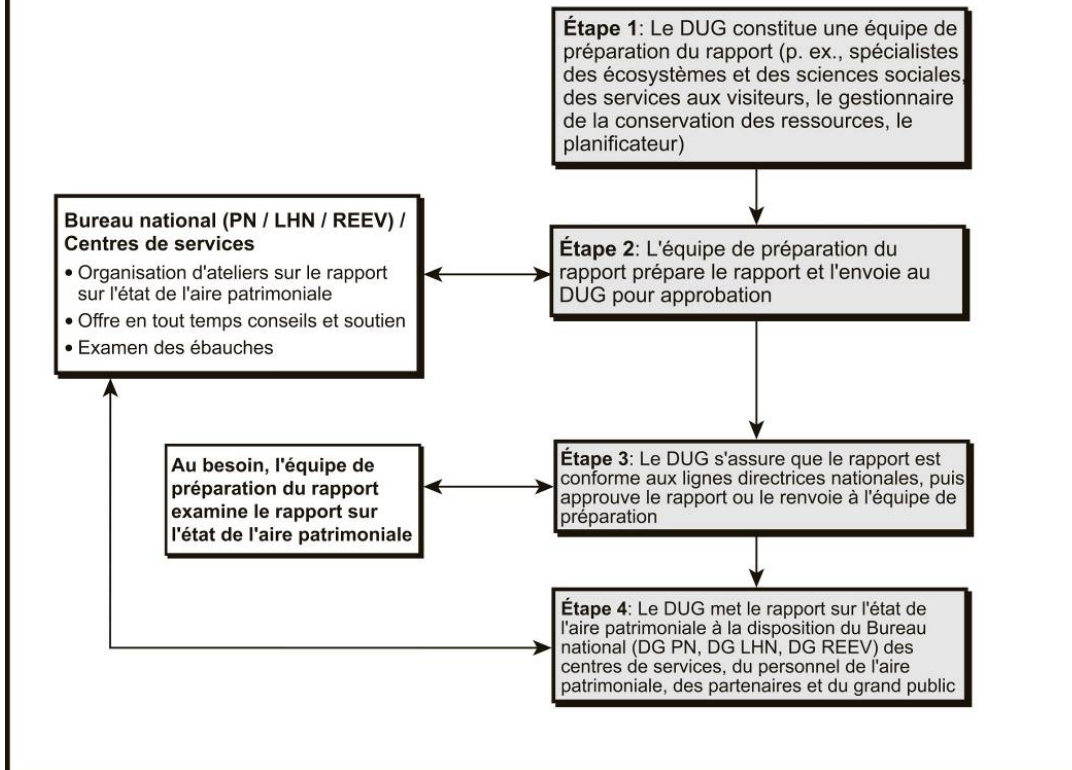 Étape 1: Le DUG constitue une équipe de
préparation du rapport (p. ex., spécialistes
des écosystèmes et des sciences sociales,
des services aux visiteurs, le gestionnaire
de la conservation des ressources, le
planificateur)
Bureau national (PN / LHN / REEV) /
Centres de services
• Organisation d'ateliers sur le rapport
sur l'état de l'aire patrimoniale
• Offre en tout temps conseils et soutien
• Examen des ébauches
Étape 2: L'équipe de préparation du
rapport prépare le rapport et l'envoie au
DUG pour approbation
Au besoin, l'équipe de
préparation du rapport
examine le rapport sur
l'état de l'aire patrimoniale
Étape 3: Le DUG s'assure que le rapport est
conforme aux lignes directrices nationales, puis
approuve le rapport ou le renvoie à l'équipe de
préparation
Étape 4: Le DUG met le rapport sur l'état de
l'aire patrimoniale à la disposition du Bureau
national (DG PN, DG LHN, DG REEV) des
centres de services, du personnel de l'aire
patrimoniale, des partenaires et du grand public